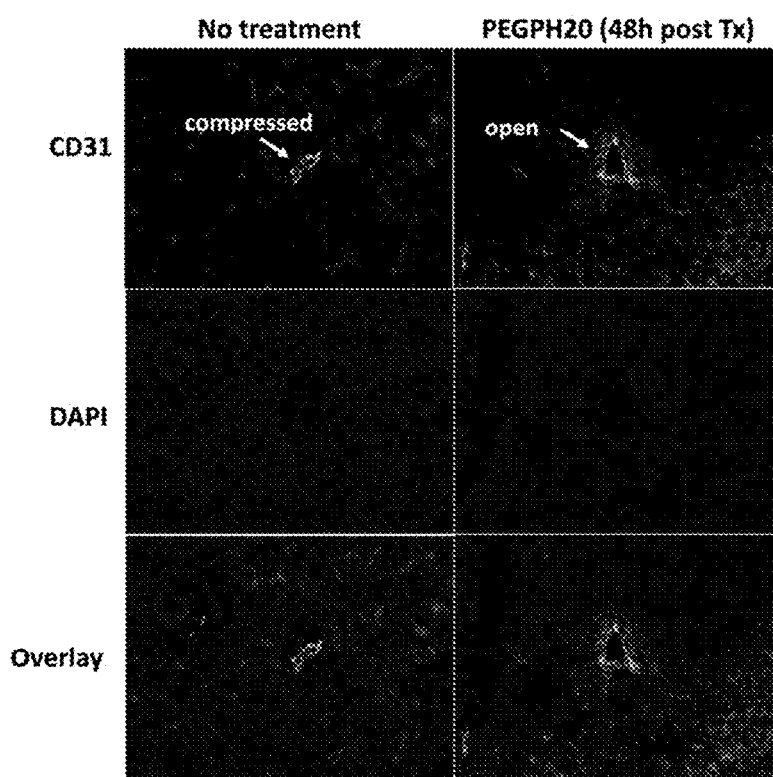 No treatment
PEGPH20 (48h post Tx)
CD31
compressed
open
DAPI
Overlay